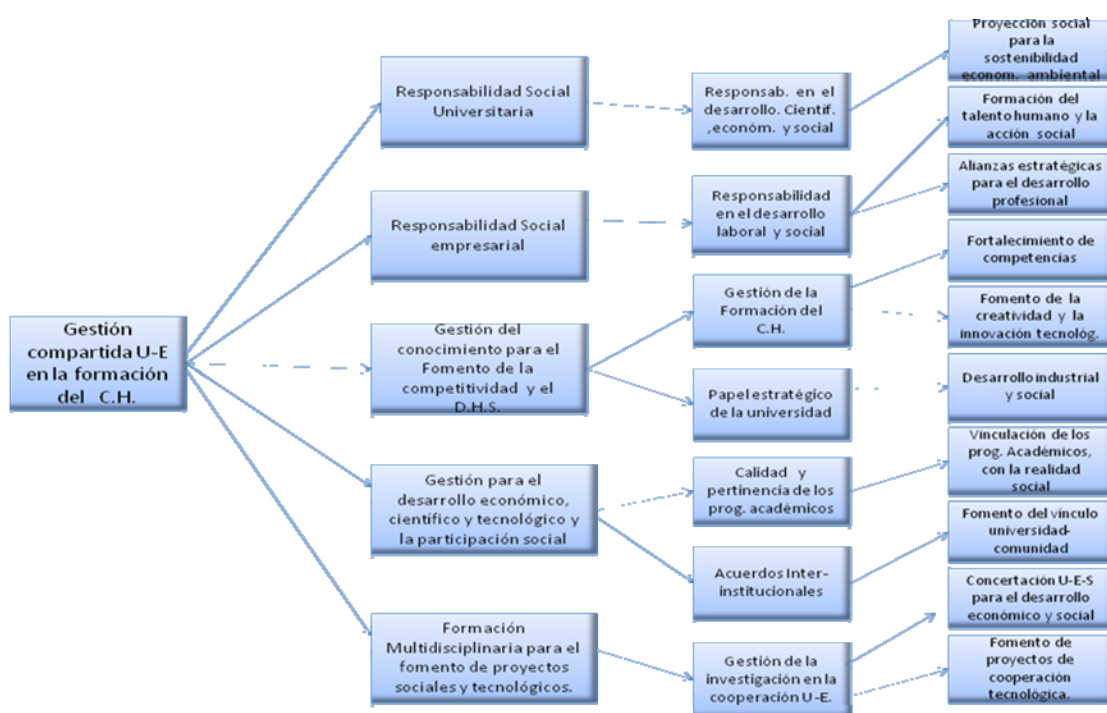 Gestión
compartida U-E
en la formación
del C.H.
Responsabilidad Social
Universitaria
Responsabilidad Social
empresarial
Gestión del
conocimiento para el
Fomento de la
competitividad y el
D.H.S.
Gestión para el
desarrollo económico,
científico y tecnológico y
la participación social
Formación
Multidisciplinaria para el
fomento de proyectos
sociales y tecnológicos.
Responsab. en el
desarrollo. Científ.
,económ. y social
Responsabilidad
en el desarrollo
laboral y social
Gestión de la
Formación del
C.H.
Papel estratégico
de la universidad
Calidad y
pertinencia de los
prog. académicos
Acuerdos Inter-
institucionales
Gestión de la
investigación en la
cooperación U-E.
Proyección social
para la
sostenibilidad
econom. ambiental
Formación del
talento humano y la
acción social
Alianzas estratégicas
para el desarrollo
profesional
Fortalecimiento de
competencias
Fomento de la
creatividad y la
innovación tecnológ.
Desarrollo industrial
y social
Vinculación de los
prog. Académicos,
con la realidad
social
Fomento del vínculo
universidad-
comunidad
Concertación U-E-S
para el desarrollo
económico y social
Fomento de
proyectos de
cooperación
tecnológica.